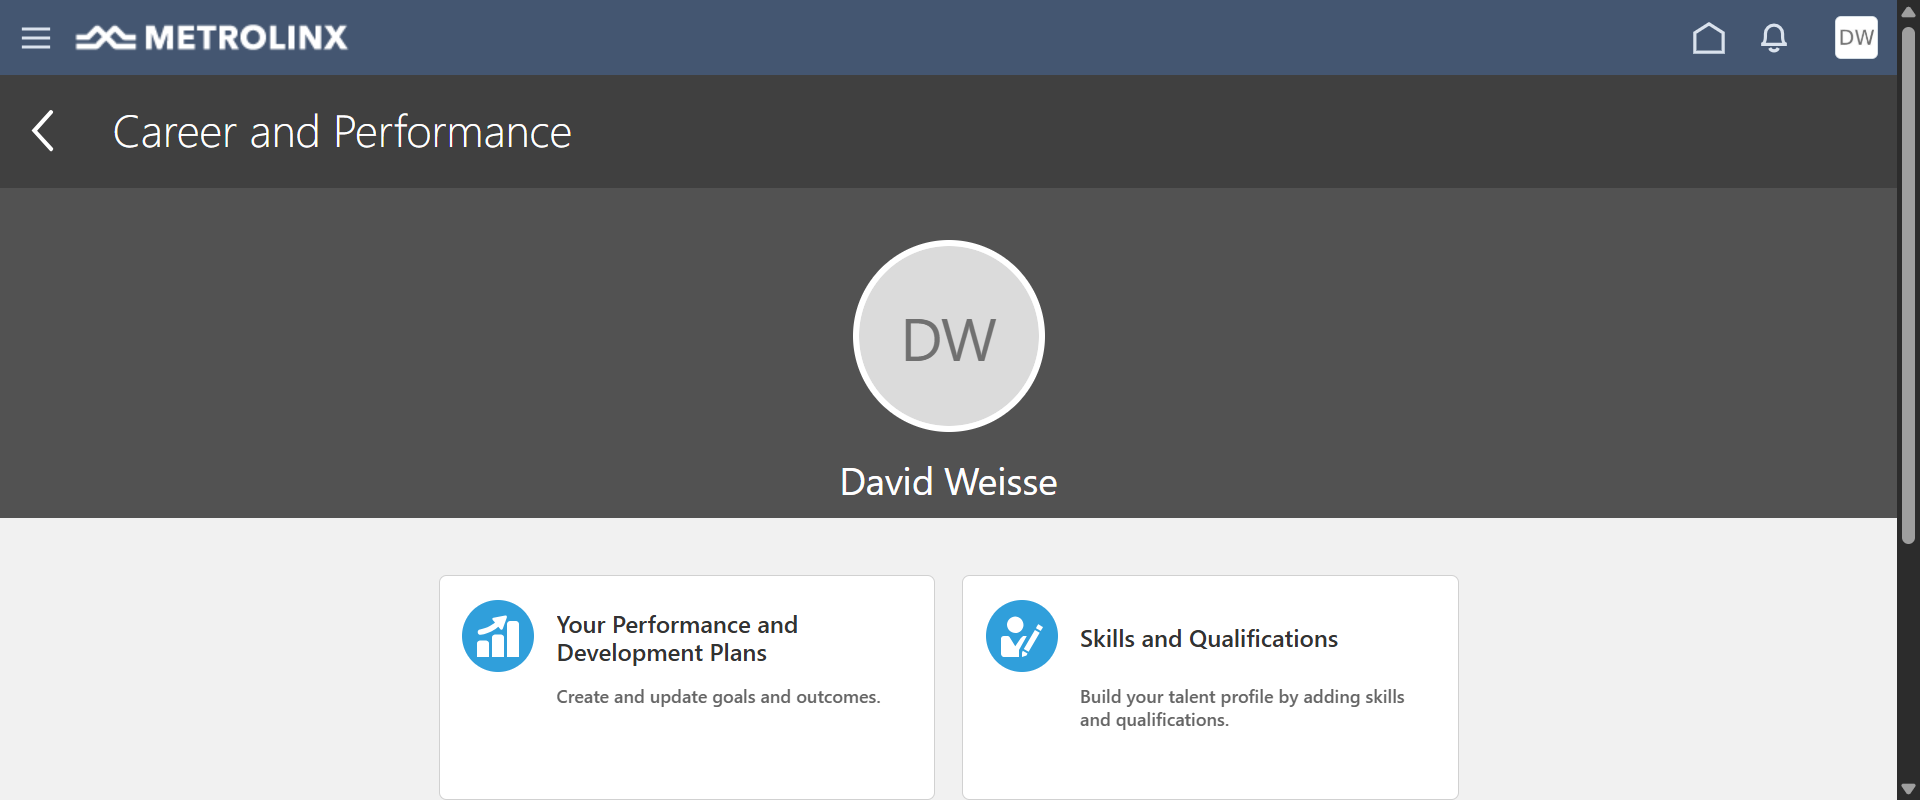 METROLINX
DW
Career and Performance
DW
David Weisse
Your Performance and
Development Plans
Create and update goals and outcomes.
Skills and Qualifications
Build your talent profile by adding skills
and qualifications.